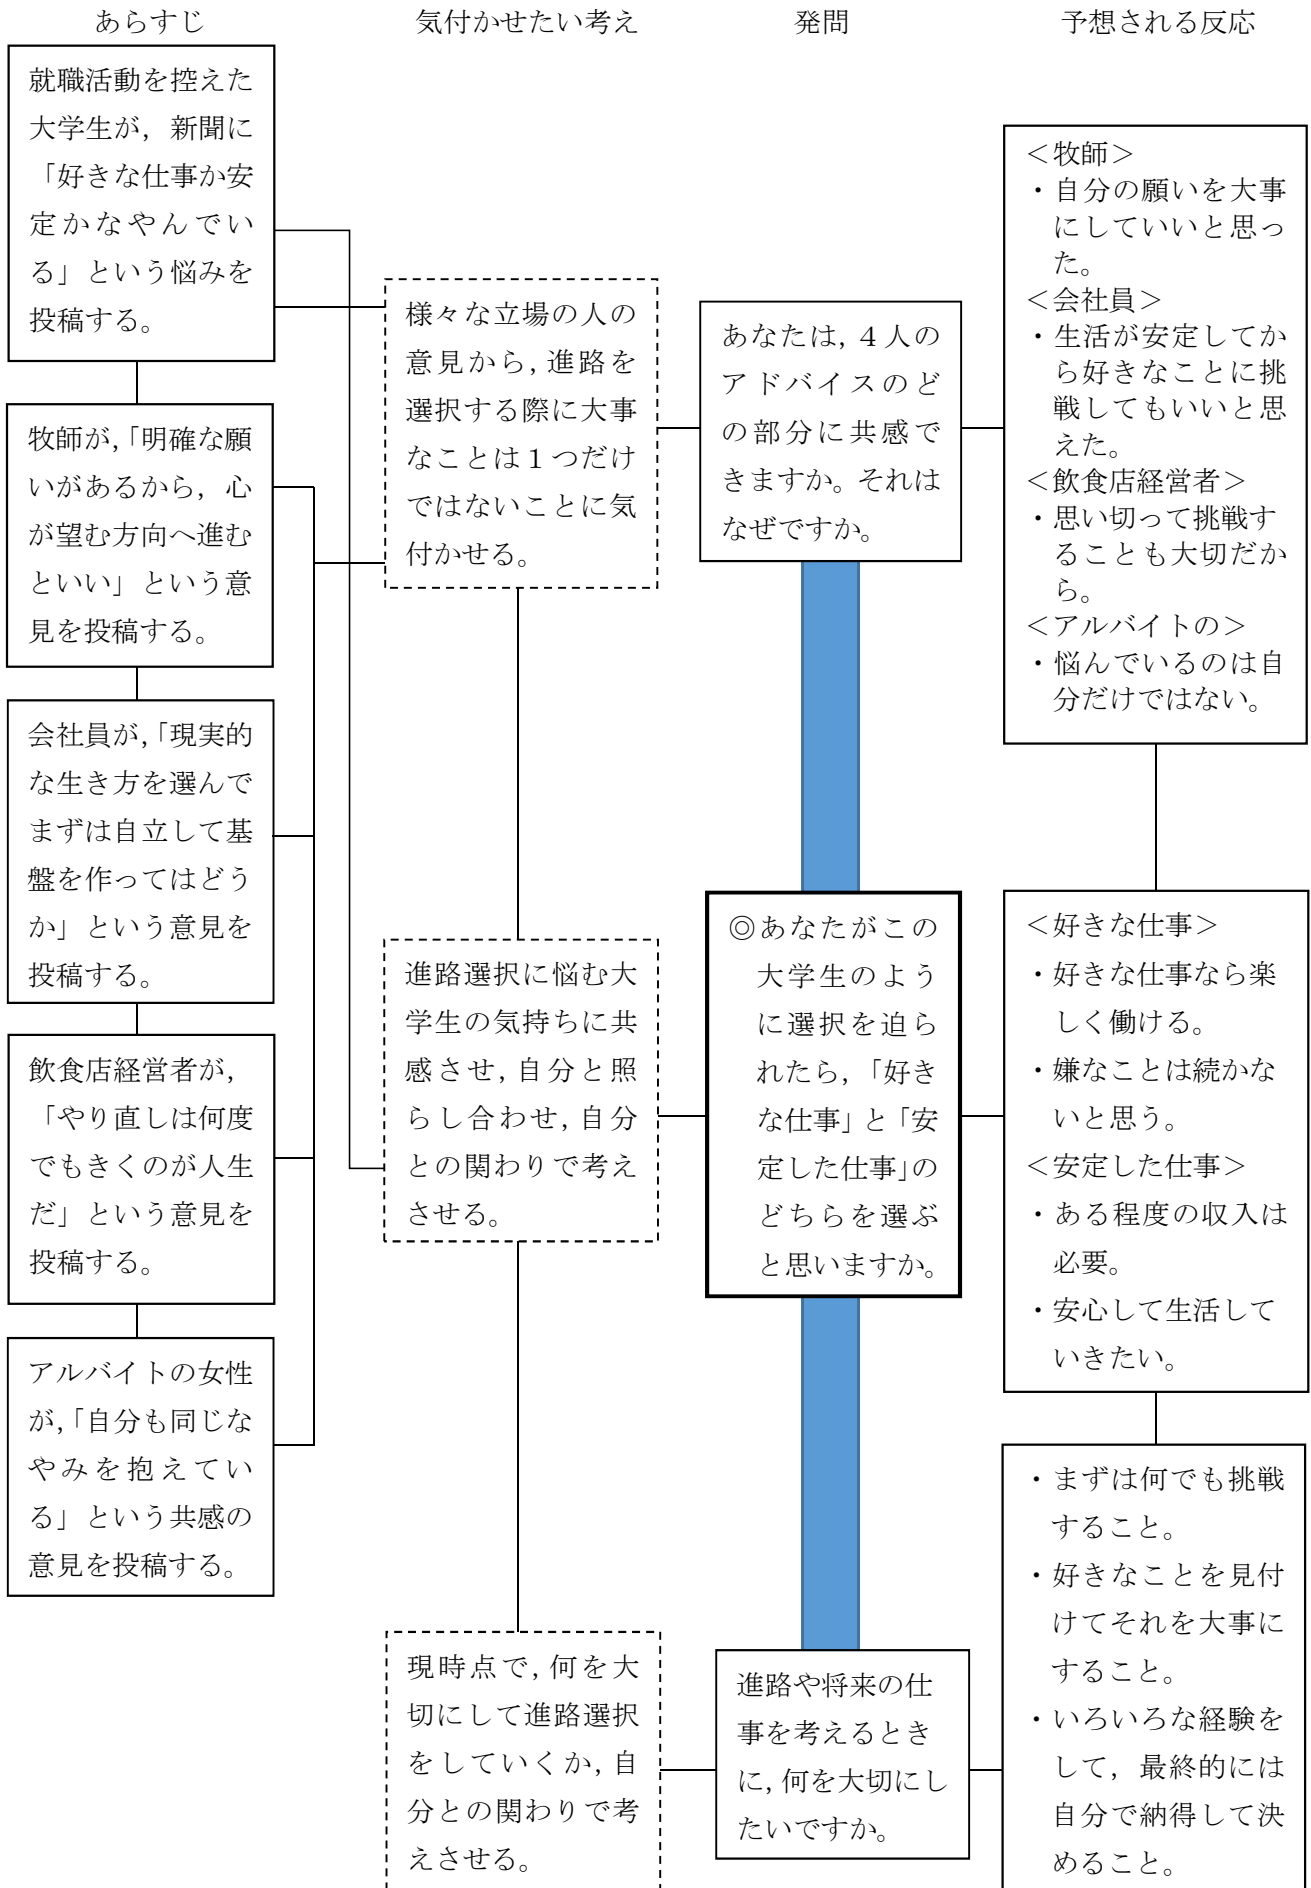 あらすじ
就職活動を控えた
大学生が，新聞に
「好きな仕事か安
定かなやんでい
る」という悩みを
投稿する。
牧師が，「明確な願
いがあるから，心
が望む方向へ進む
といい」という意
見を投稿する。
会社員が，「現実的
な生き方を選んで
まずは自立して基
盤を作ってはどう
か」という意見を
投稿する。
飲食店経営者が，
「やり直しは何度
でもきくのが人生
だ」という意見を
投稿する。
アルバイトの女性
が，「自分も同じな
やみを抱えてい
る」という共感の
意見を投稿する。
気付かせたい考え
様々な立場の人の
意見から，進路を
選択する際に大事
なことは１つだけ
ではないことに気
付かせる。
進路選択に悩む大
学生の気持ちに共
感させ，自分と照
らし合わせ，自分
との関わりで考え
させる。
現時点で，何を大
切にして進路選択
をしていくか，自
分との関わりで考
えさせる。
発問
あなたは，４人の
アドバイスのど
の部分に共感で
きますか。それは
なぜですか。
◎あなたがこの
大学生のよう
に選択を迫ら
れたら，「好き
な仕事」と「安
定した仕事」の
どちらを選ぶ
と思いますか。
進路や将来の仕
事を考えるとき
に，何を大切にし
たいですか。
予想される反応
＜牧師＞
・自分の願いを大事
にしていいと思っ
た。
＜会社員＞
・生活が安定してか
ら好きなことに挑
戦してもいいと思
えた。
＜飲食店経営者＞
・思い切って挑戦す
ることも大切だか
ら。
＜アルバイトの＞
・悩んでいるのは自
分だけではない。
＜好きな仕事＞
・好きな仕事なら楽
しく働ける。
・嫌なことは続かな
いと思う。
＜安定した仕事＞
・ある程度の収入は
必要。
・安心して生活して
いきたい。
・まずは何でも挑戦
すること。
・好きなことを見付
けてそれを大事に
すること。
・いろいろな経験を
して，最終的には
自分で納得して決
めること。